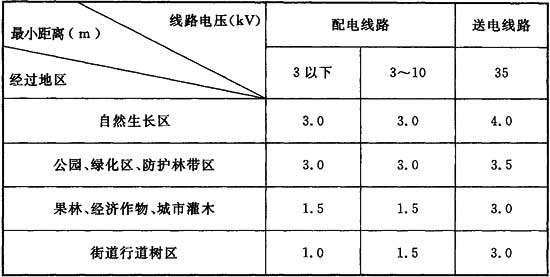 线路电压(kV) 配电线路 送电线路
最小距离(m)
经过地区 3以下 3～10 35
自然生长区 3.0 3.0 4.0
公园、绿化区、防护林带区 3.0 3.0 3.5
果林、经济作物、城市灌木 1.5 1.5 3.0
街道行道树区 1.0 1.5 3.0